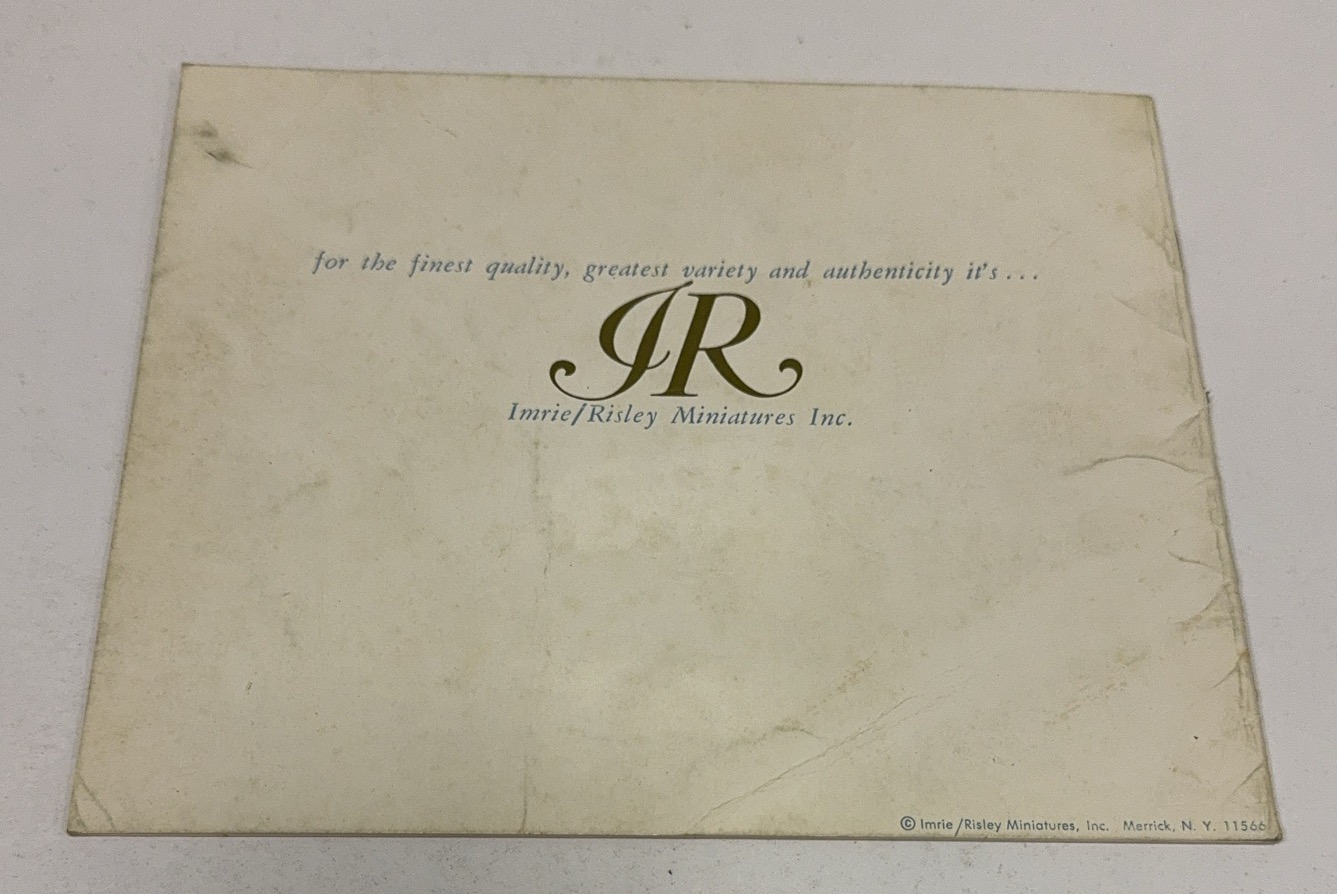 for the finest quality, greatest variety and authenticity it's...
IR
Imrie/Risley Miniatures Inc.
© Imrie/Risley Miniatures, Inc. Merrick, N. Y. 11566